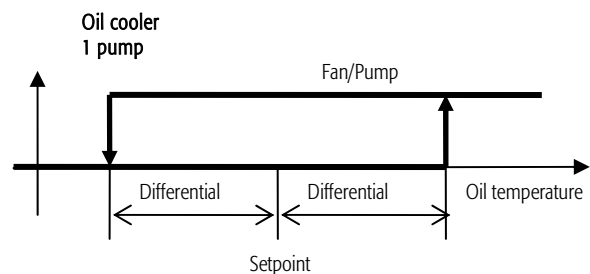 Oil cooler
1 pump
Fan/Pump
Differential
Differential
Oil temperature
Setpoint